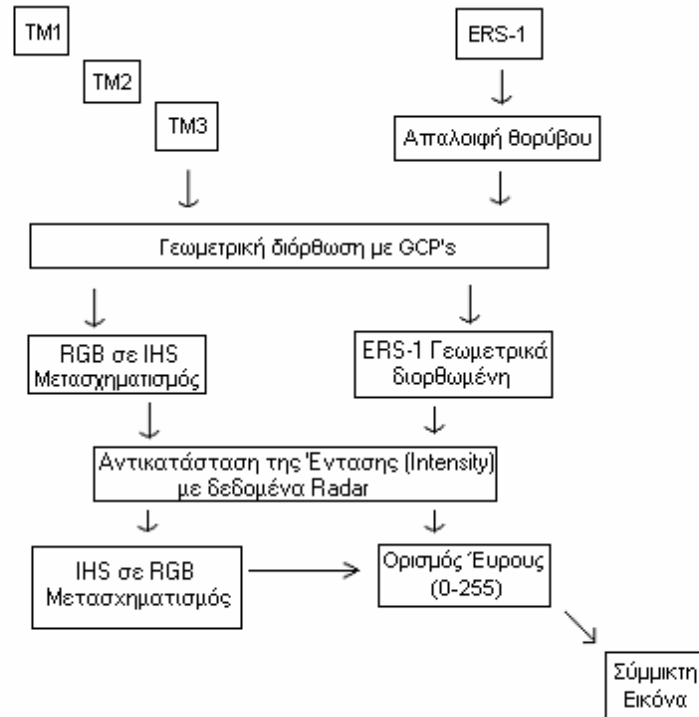 TM1
TM2
TM3
ERS-1
Απαλοιφή θορύβου
Γεωμετρική διόρθωση με GCP's
RGB σε IHS
Μετασχηματισμός
ERS-1 Γεωμετρικά
διορθωμένη
Αντικατάσταση της Έντασης (Intensity)
με δεδομένα Radar
IHS σε RGB
Μετασχηματισμός
Ορισμός Έυρους
(0-255)
Σύμμικτη
Εικόνα